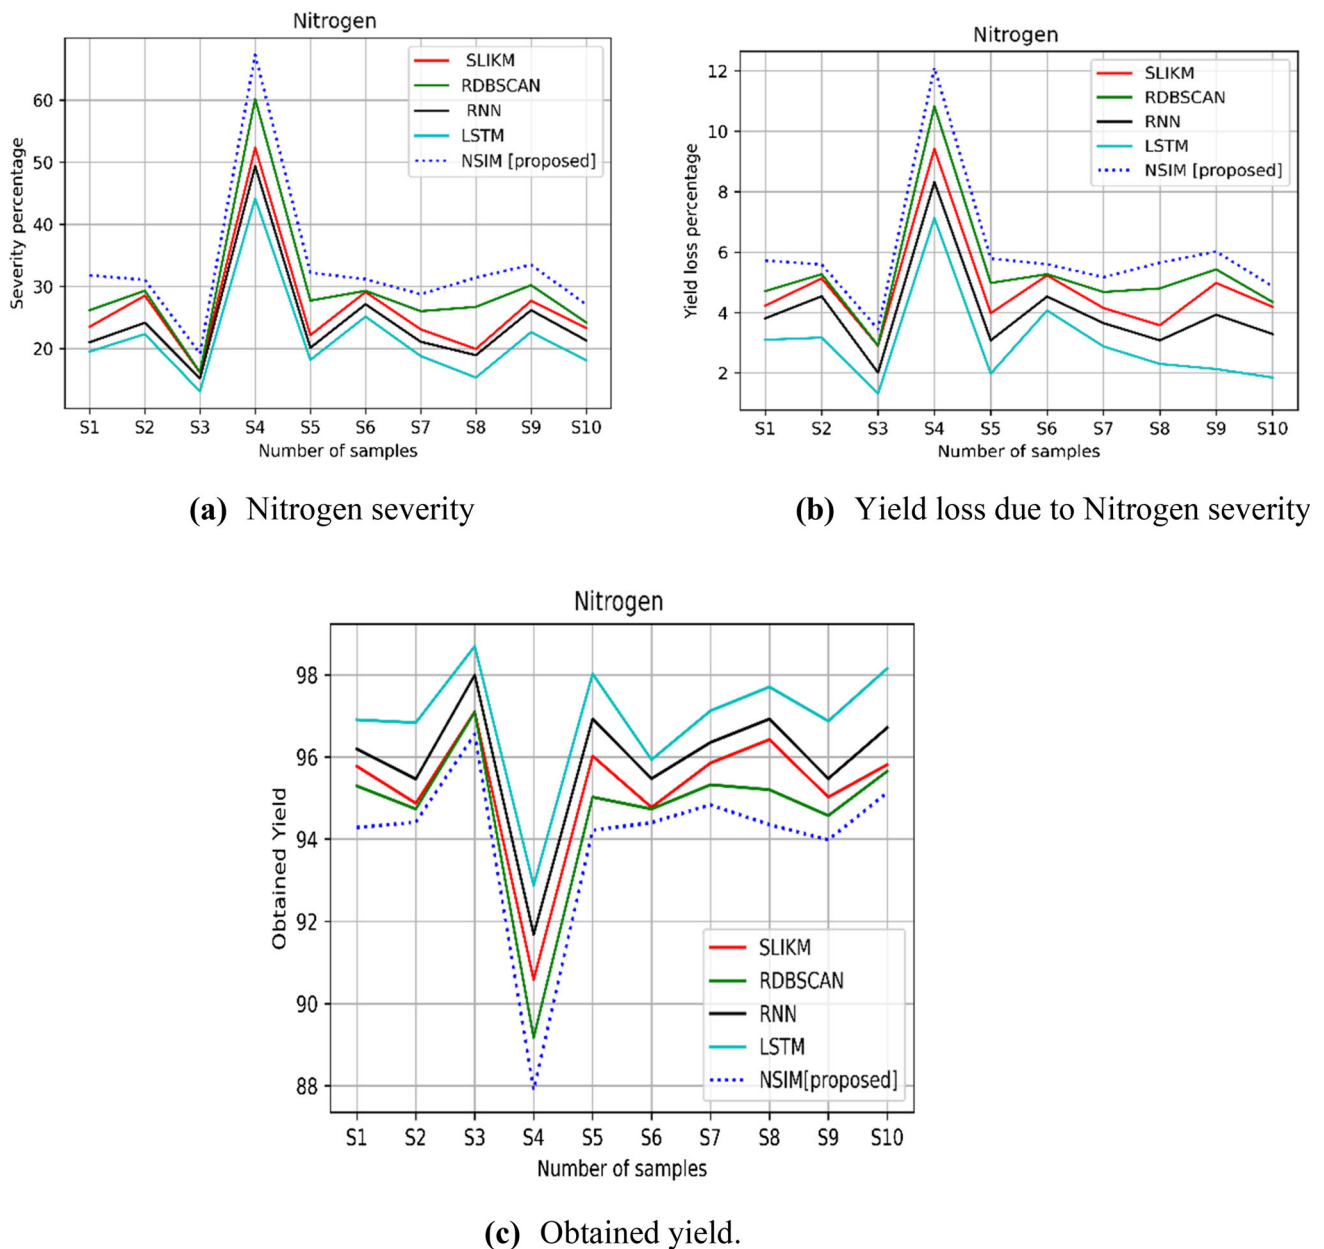 Nitrogen
SLIKM
RDBSCAN
RNN
LSTM
NSIM [proposed]
Severity percentage
60
50
40
30
20
S1 S2 S3 S4 S5 S6 S7 S8 S9 S10
Number of samples
(a) Nitrogen severity
Nitrogen
SLIKM
RDBSCAN
RNN
LSTM
NSIM [proposed]
Yield loss percentage
12
10
8
6
4
2
S1 S2 S3 S4 S5 S6 S7 S8 S9 S10
Number of samples
(b) Yield loss due to Nitrogen severity
Nitrogen
Obtained Yield
98
96
94
92
90
88
SLIKM
RDBSCAN
RNN
LSTM
NSIM[proposed]
S1 S2 S3 S4 S5 S6 S7 S8 S9 S10
Number of samples
(c) Obtained yield.